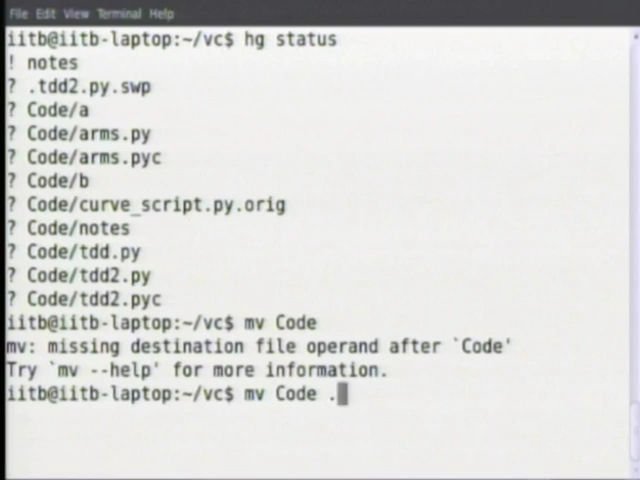 File Edit View Terminal Help
iitb@iitb-laptop:~/vc$ hg status
! notes
? .tdd2.py.swp
? Code/a
? Code/arms.py
? Code/arms.pyc
? Code/b
? Code/curve_script.py.orig
? Code/notes
? Code/tdd.py
? Code/tdd2.py
? Code/tdd2.pyc
iitb@iitb-laptop:~/vc$ mv Code
mv: missing destination file operand after `Code'
Try `mv --help' for more information.
iitb@iitb-laptop:~/vc$ mv Code .